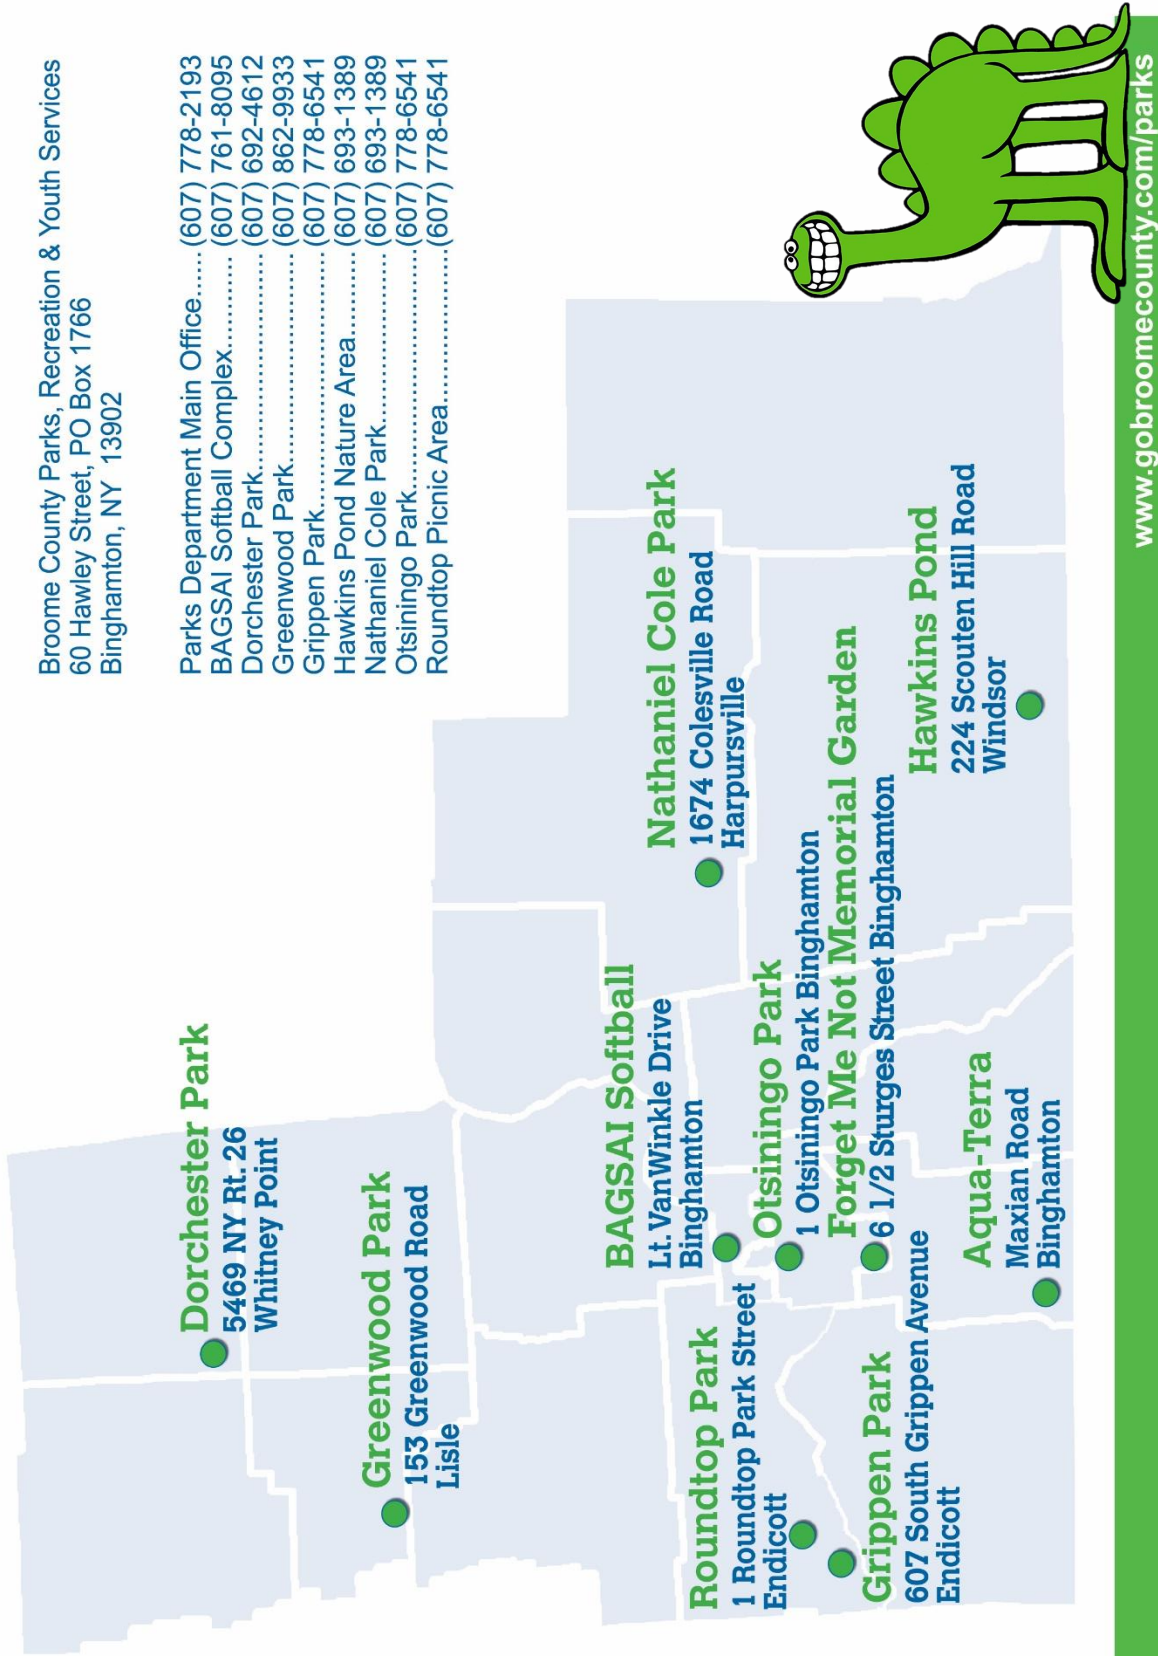 Broome County Parks, Recreation & Youth Services
60 Hawley Street, PO Box 1766
Binghamton, NY 13902
Parks Department Main Office...... (607) 778-2193
BAGSAI Softball Complex............ (607) 761-8095
Dorchester Park............................ (607) 692-4612
Greenwood Park.......................... (607) 862-9933
Grippen Park................................ (607) 778-6541
Hawkins Pond Nature Area.......... (607) 693-1389
Nathaniel Cole Park..................... (607) 693-1389
Otsiningo Park............................. (607) 778-6541
Roundtop Picnic Area................... (607) 778-6541
Dorchester Park
5469 NY Rt. 26
Whitney Point
Greenwood Park
153 Greenwood Road
Lisle
BAGSAI Softball
Lt. VanWinkle Drive
Binghamton
Nathaniel Cole Park
1674 Colesville Road
Harpursville
Roundtop Park
1 Roundtop Park Street
Endicott
Otsiningo Park
1 Otsiningo Park Binghamton
Forget Me Not Memorial Garden
6 1/2 Sturges Street Binghamton
Grippen Park
607 South Grippen Avenue
Endicott
Hawkins Pond
224 Scouten Hill Road
Windsor
Aqua-Terra
Maxian Road
Binghamton
www.gobroomecounty.com/parks